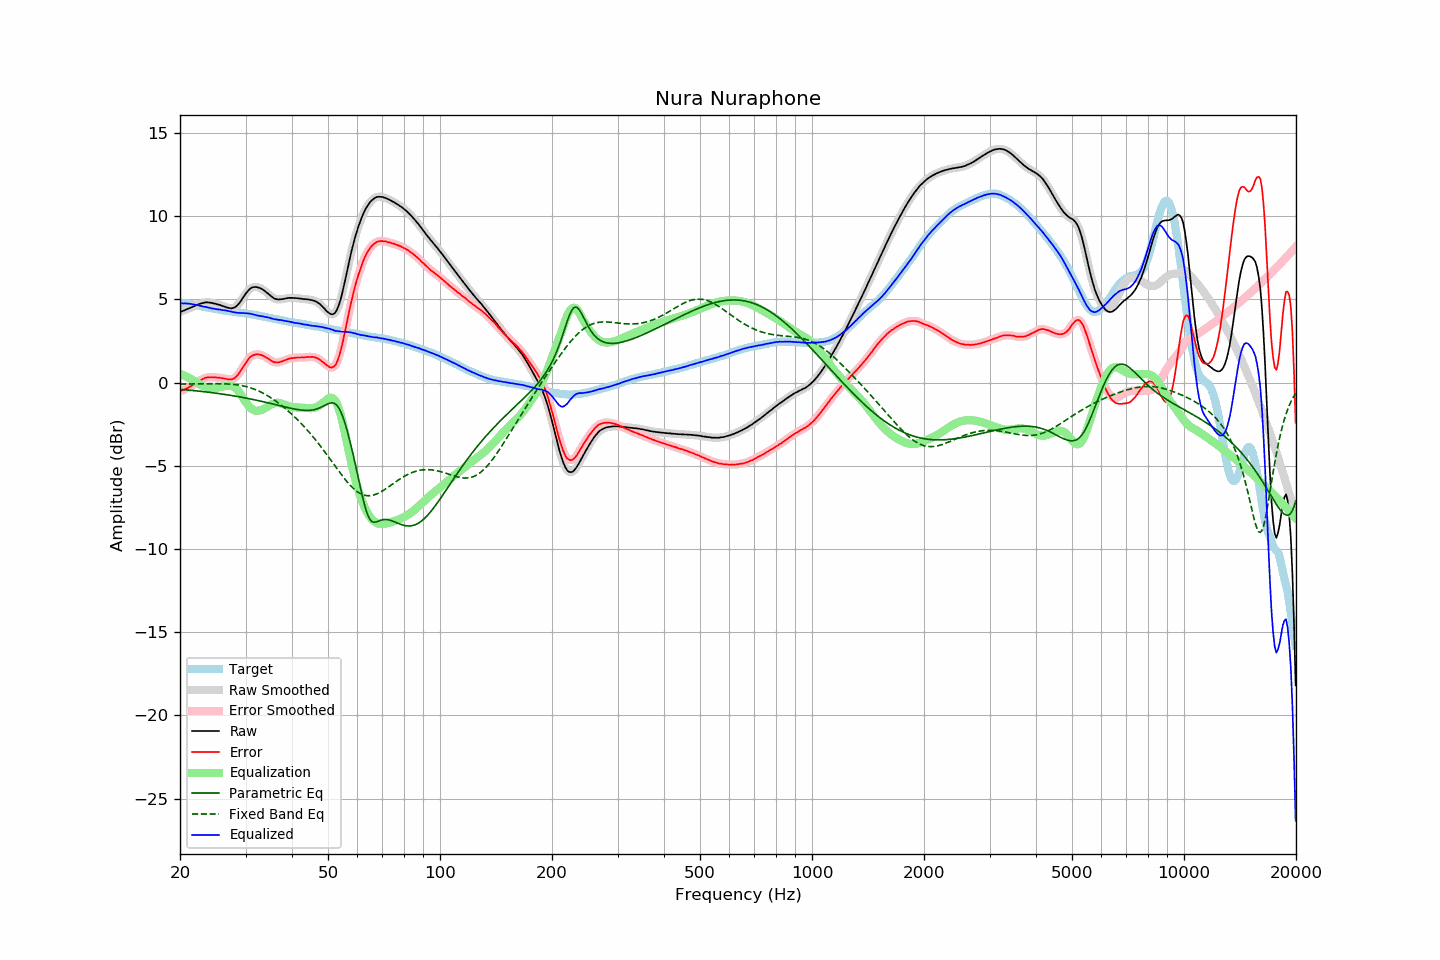 Nura Nuraphone
15
10
5
0
−5
−10
−15
−20
−25
Amplitude (dBr)
Target
Raw Smoothed
Error Smoothed
Raw
Error
Equalization
Parametric Eq
Fixed Band Eq
Equalized
20 50 100 200 500 1000 2000 5000 10000 20000
Frequency (Hz)